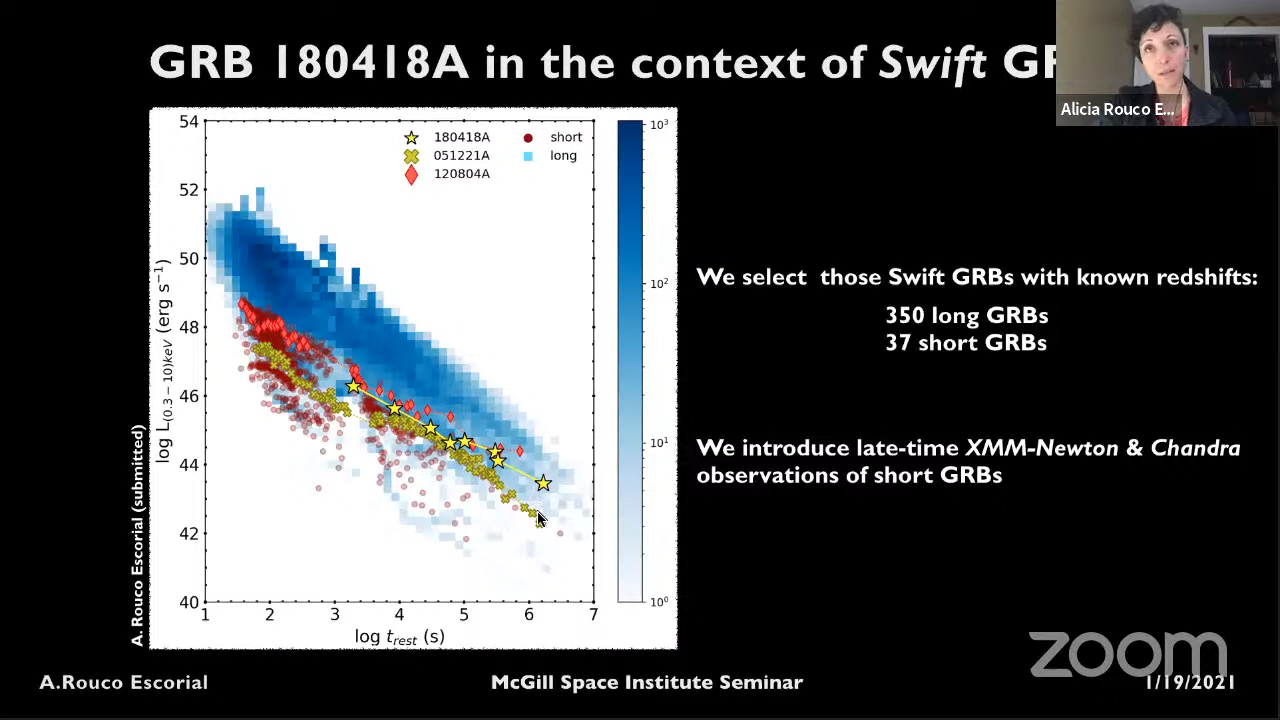 GRB 180418A in the context of Swift GF
Alicia Rouco E...
54
52
50
48
46
44
42
40
180418A
051221A
120804A
short
long
10³
10²
10¹
10⁰
log L(0.3−10)keV (erg s⁻¹)
1 2 3 4 5 6 7
log t_rest (s)
A. Rouco Escorial (submitted)
We select those Swift GRBs with known redshifts:
350 long GRBs
37 short GRBs
We introduce late-time XMM-Newton & Chandra
observations of short GRBs
zoom
A.Rouco Escorial
McGill Space Institute Seminar
1/19/2021